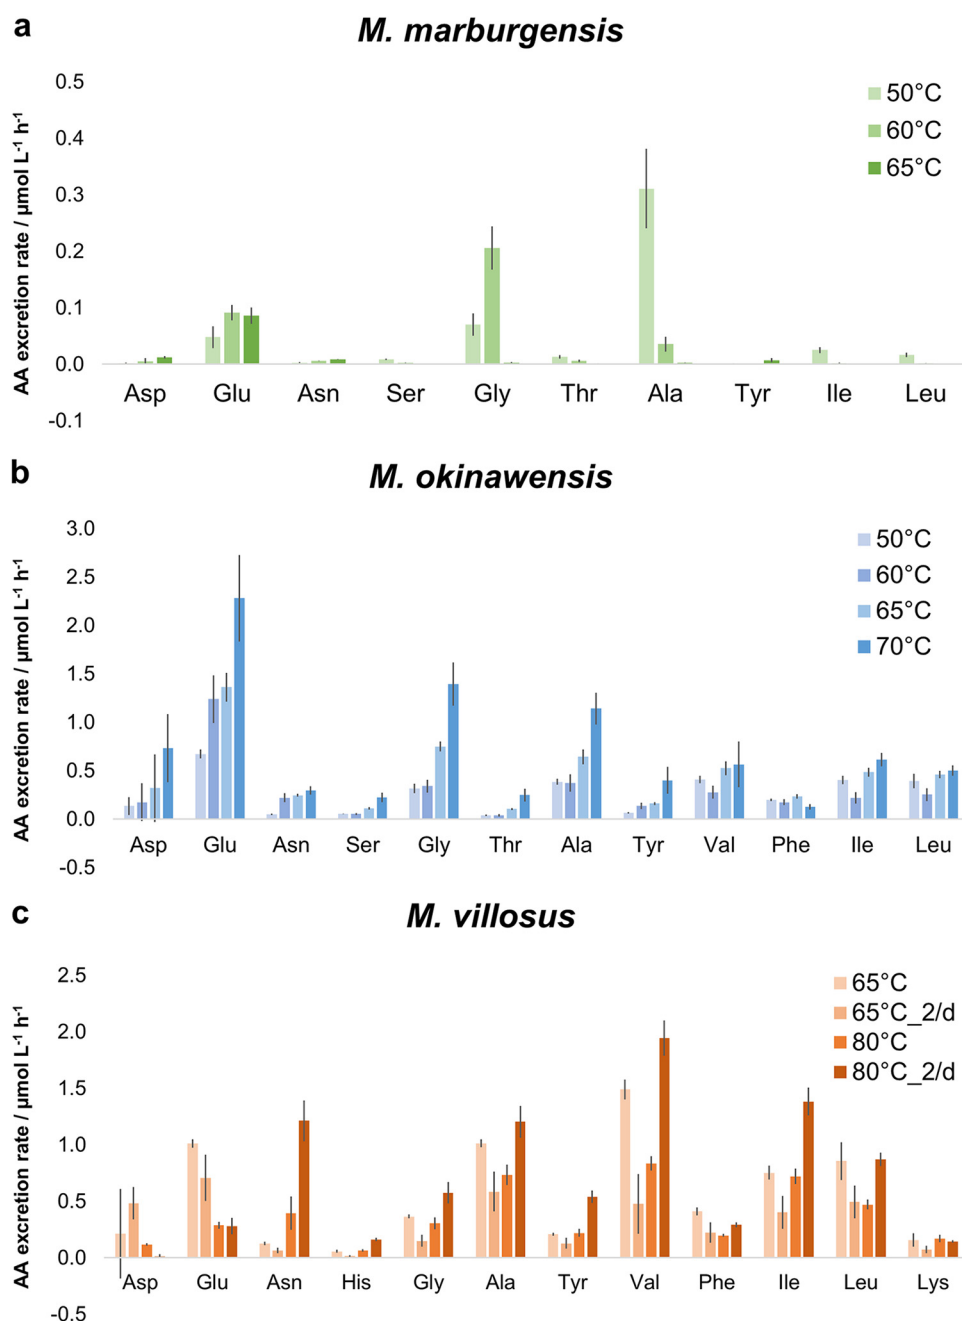 a
M. marburgensis
AA excretion rate / µmol L⁻¹ h⁻¹
0.5
0.4
0.3
0.2
0.1
0.0
-0.1
50°C
60°C
65°C
Asp Glu Asn Ser Gly Thr Ala Tyr Ile Leu
b
M. okinawensis
AA excretion rate / µmol L⁻¹ h⁻¹
3.0
2.5
2.0
1.5
1.0
0.5
0.0
-0.5
50°C
60°C
65°C
70°C
Asp Glu Asn Ser Gly Thr Ala Tyr Val Phe Ile Leu
c
M. villosus
AA excretion rate / µmol L⁻¹ h⁻¹
2.5
2.0
1.5
1.0
0.5
0.0
-0.5
65°C
65°C_2/d
80°C
80°C_2/d
Asp Glu Asn His Gly Ala Tyr Val Phe Ile Leu Lys